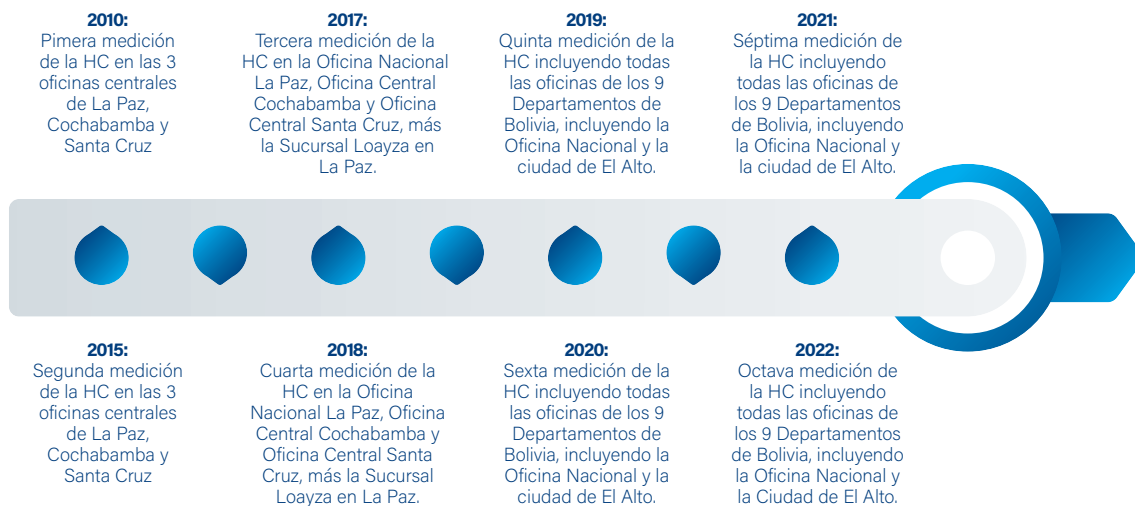 2010:
Pimera medición
de la HC en las 3
oficinas centrales
de La Paz,
Cochabamba y
Santa Cruz
2017:
Tercera medición de la
HC en la Oficina Nacional
La Paz, Oficina Central
Cochabamba y Oficina
Central Santa Cruz, más
la Sucursal Loayza en
La Paz.
2019:
Quinta medición de la
HC incluyendo todas
las oficinas de los 9
Departamentos de
Bolivia, incluyendo la
Oficina Nacional y la
ciudad de El Alto.
2021:
Séptima medición de
la HC incluyendo
todas las oficinas de
los 9 Departamentos
de Bolivia, incluyendo
la Oficina Nacional y
la ciudad de El Alto.
2015:
Segunda medición
de la HC en las 3
oficinas centrales
de La Paz,
Cochabamba y
Santa Cruz
2018:
Cuarta medición de la
HC en la Oficina
Nacional La Paz, Oficina
Central Cochabamba y
Oficina Central Santa
Cruz, más la Sucursal
Loayza en La Paz.
2020:
Sexta medición de la
HC incluyendo todas
las oficinas de los 9
Departamentos de
Bolivia, incluyendo la
Oficina Nacional y la
ciudad de El Alto.
2022:
Octava medición de
la HC incluyendo
todas las oficinas de
los 9 Departamentos
de Bolivia, incluyendo
la Oficina Nacional y
la Ciudad de El Alto.